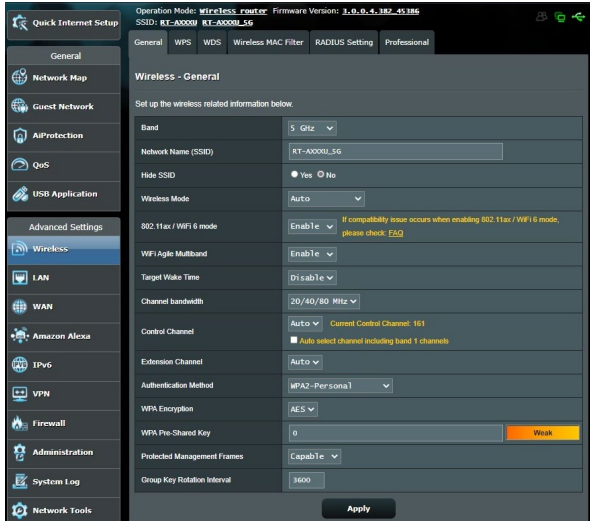 Quick Internet Setup
General
Network Map
Guest Network
AiProtection
QoS
USB Application
Advanced Settings
Wireless
LAN
WAN
Amazon Alexa
IPv6
VPN
Firewall
Administration
System Log
Network Tools
Operation Mode: Wireless router Firmware Version: 3.0.0.4.382_45386
SSID: RT-AXXXU RT-AXXXU_5G
General WPS WDS Wireless MAC Filter RADIUS Setting Professional
Wireless - General
Set up the wireless related information below.
Band 5 GHz
Network Name (SSID) RT-AXXXU_5G
Hide SSID Yes No
Wireless Mode Auto
802.11ax / WiFi 6 mode Enable If compatibility issue occurs when enabling 802.11ax / WiFi 6 mode,
please check: FAQ
WiFi Agile Multiband Enable
Target Wake Time Disable
Channel bandwidth 20/40/80 MHz
Control Channel Auto Current Control Channel: 161
Auto select channel including band 1 channels
Extension Channel Auto
Authentication Method WPA2-Personal
WPA Encryption AES
WPA Pre-Shared Key 0 Weak
Protected Management Frames Capable
Group Key Rotation Interval 3600
Apply